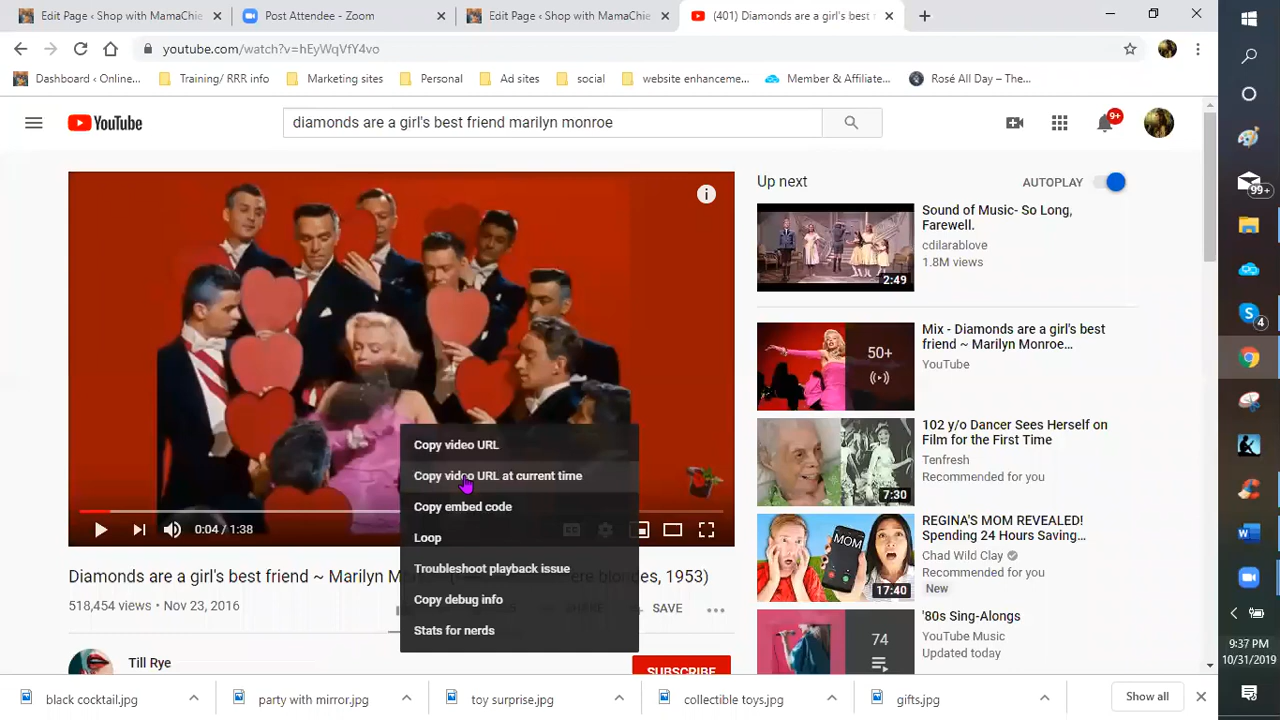 Edit Page ‹ Shop with MamaChie
Post Attendee - Zoom
Edit Page ‹ Shop with MamaChie
(401) Diamonds are a girl's best f
youtube.com/watch?v=hEyWqVfY4vo
Dashboard ‹ Online...
Training/ RRR info
Marketing sites
Personal
Ad sites
social
website enhanceme...
Member & Affiliate...
Rosé All Day – The...
YouTube
diamonds are a girl's best friend marilyn monroe
9+
99+
4
Up next
AUTOPLAY
Sound of Music- So Long,
Farewell.
cdilarablove
1.8M views
2:49
Mix - Diamonds are a girl's best
friend ~ Marilyn Monroe...
YouTube
50+
102 y/o Dancer Sees Herself on
Film for the First Time
Tenfresh
Recommended for you
7:30
REGINA'S MOM REVEALED!
Spending 24 Hours Saving...
Chad Wild Clay
Recommended for you
New
MOM
17:40
'80s Sing-Alongs
YouTube Music
Updated today
74
Copy video URL
Copy video URL at current time
Copy embed code
Loop
Troubleshoot playback issue
Copy debug info
Stats for nerds
0:04 / 1:38
Diamonds are a girl's best friend ~ Marilyn M ere blondes, 1953)
518,454 views • Nov 23, 2016
SHARE
SAVE
Till Rye
SUBSCRIBE
9:37 PM
10/31/2019
black cocktail.jpg
party with mirror.jpg
toy surprise.jpg
collectible toys.jpg
gifts.jpg
Show all